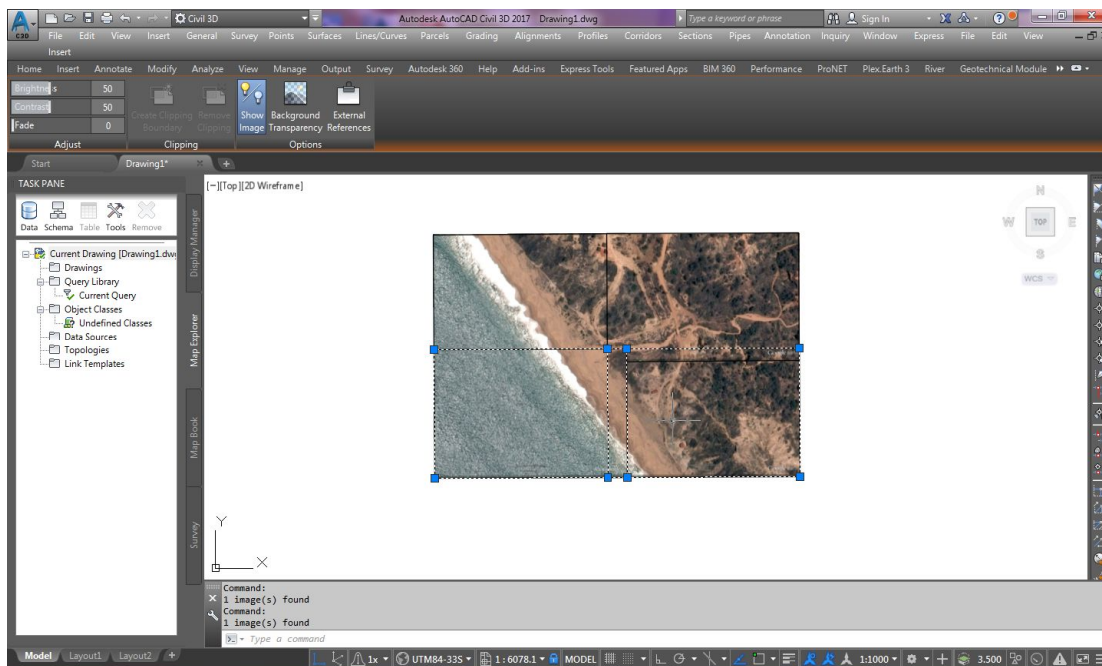 Civil 3D
Autodesk AutoCAD Civil 3D 2017 Drawing1.dwg
Type a keyword or phrase
Sign In
C3D
File Edit View Insert General Survey Points Surfaces Lines/Curves Parcels Grading Alignments Profiles Corridors Sections Pipes Annotation Inquiry Window Express File Edit View
Insert
Home Insert Annotate Modify Analyze View Manage Output Survey Autodesk 360 Help Add-ins Express Tools Featured Apps BIM 360 Performance ProNET Plex.Earth 3 River Geotechnical Module
Brightness 50
Contrast 50
Fade 0
Create Clipping Boundary
Remove Clipping
Show Image
Background Transparency
External References
Adjust Clipping Options
Start Drawing1*
TASK PANE
[−][Top][2D Wireframe]
Data Schema Table Tools Remove
Display Manager
Map Explorer
Map Book
Survey
Current Drawing [Drawing1.dw
Drawings
Query Library
Current Query
Object Classes
Undefined Classes
Data Sources
Topologies
Link Templates
N
W TOP E
S
WCS
Y
X
Command:
1 image(s) found
Command:
1 image(s) found
Type a command
Model Layout1 Layout2 +
1x UTM84-33S 1:6078.1 MODEL 1:1000 3.500